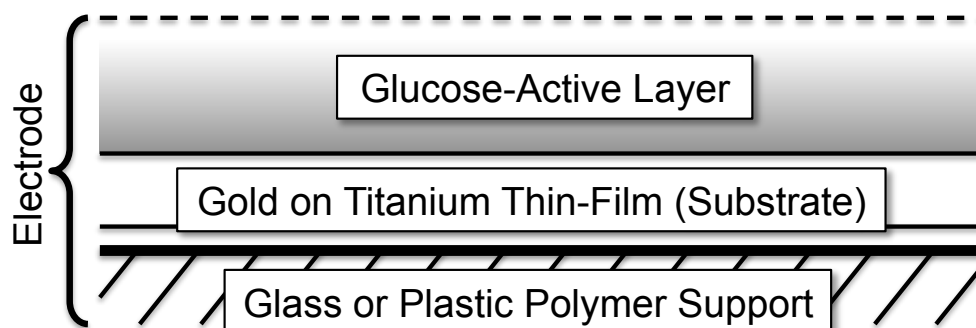 Electrode
Glucose-Active Layer
Gold on Titanium Thin-Film (Substrate)
Glass or Plastic Polymer Support